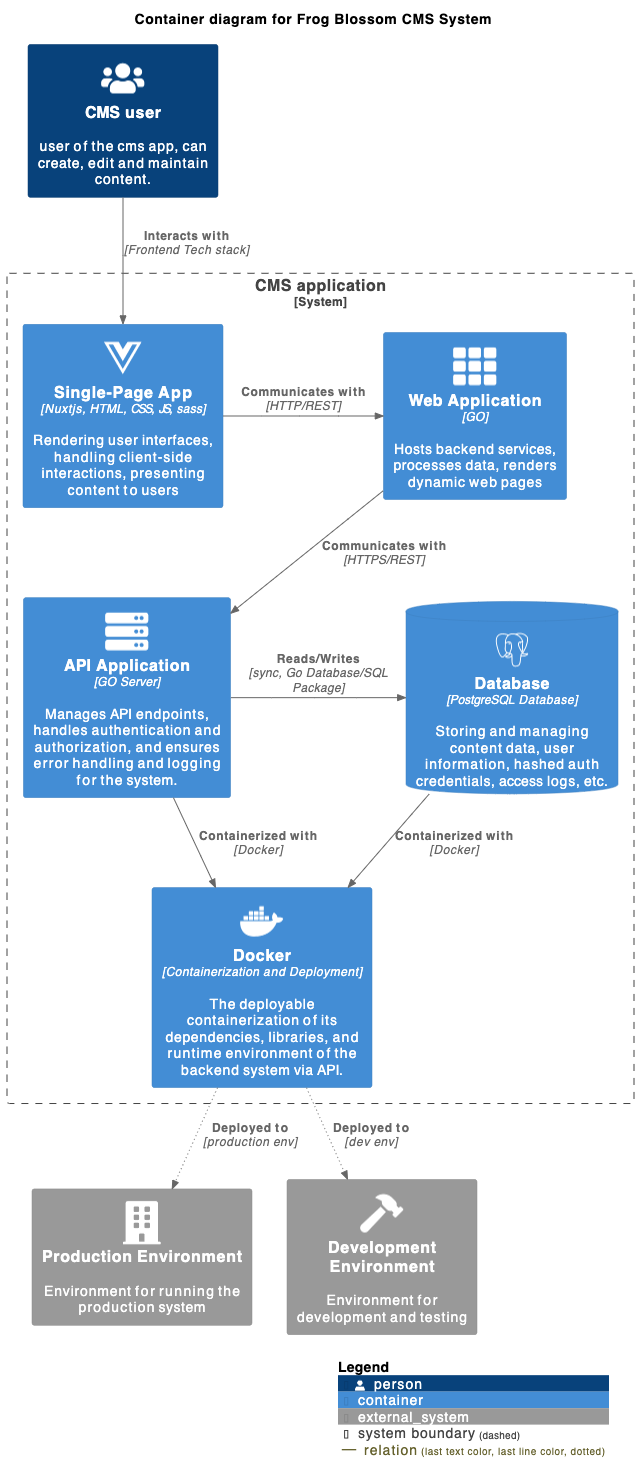 Container diagram for Frog Blossom CMS System
CMS user
user of the cms app, can
create, edit and maintain
content.
Interacts with
[Frontend Tech stack]
CMS application
[System]
Single-Page App
[Nuxtjs, HTML, CSS, JS, sass]
Rendering user interfaces,
handling client-side
interactions, presenting
content to users
Communicates with
[HTTP/REST]
Web Application
[GO]
Hosts backend services,
processes data, renders
dynamic web pages
Communicates with
[HTTPS/REST]
API Application
[GO Server]
Manages API endpoints,
handles authentication and
authorization, and ensures
error handling and logging
for the system.
Reads/Writes
[sync, Go Database/SQL
Package]
Database
[PostgreSQL Database]
Storing and managing
content data, user
information, hashed auth
credentials, access logs, etc.
Containerized with
[Docker]
Containerized with
[Docker]
Docker
[Containerization and Deployment]
The deployable
containerization of its
dependencies, libraries, and
runtime environment of the
backend system via API.
Deployed to
[production env]
Deployed to
[dev env]
Production Environment
Environment for running the
production system
Development
Environment
Environment for
development and testing
Legend
person
container
external_system
system boundary (dashed)
relation (last text color, last line color, dotted)